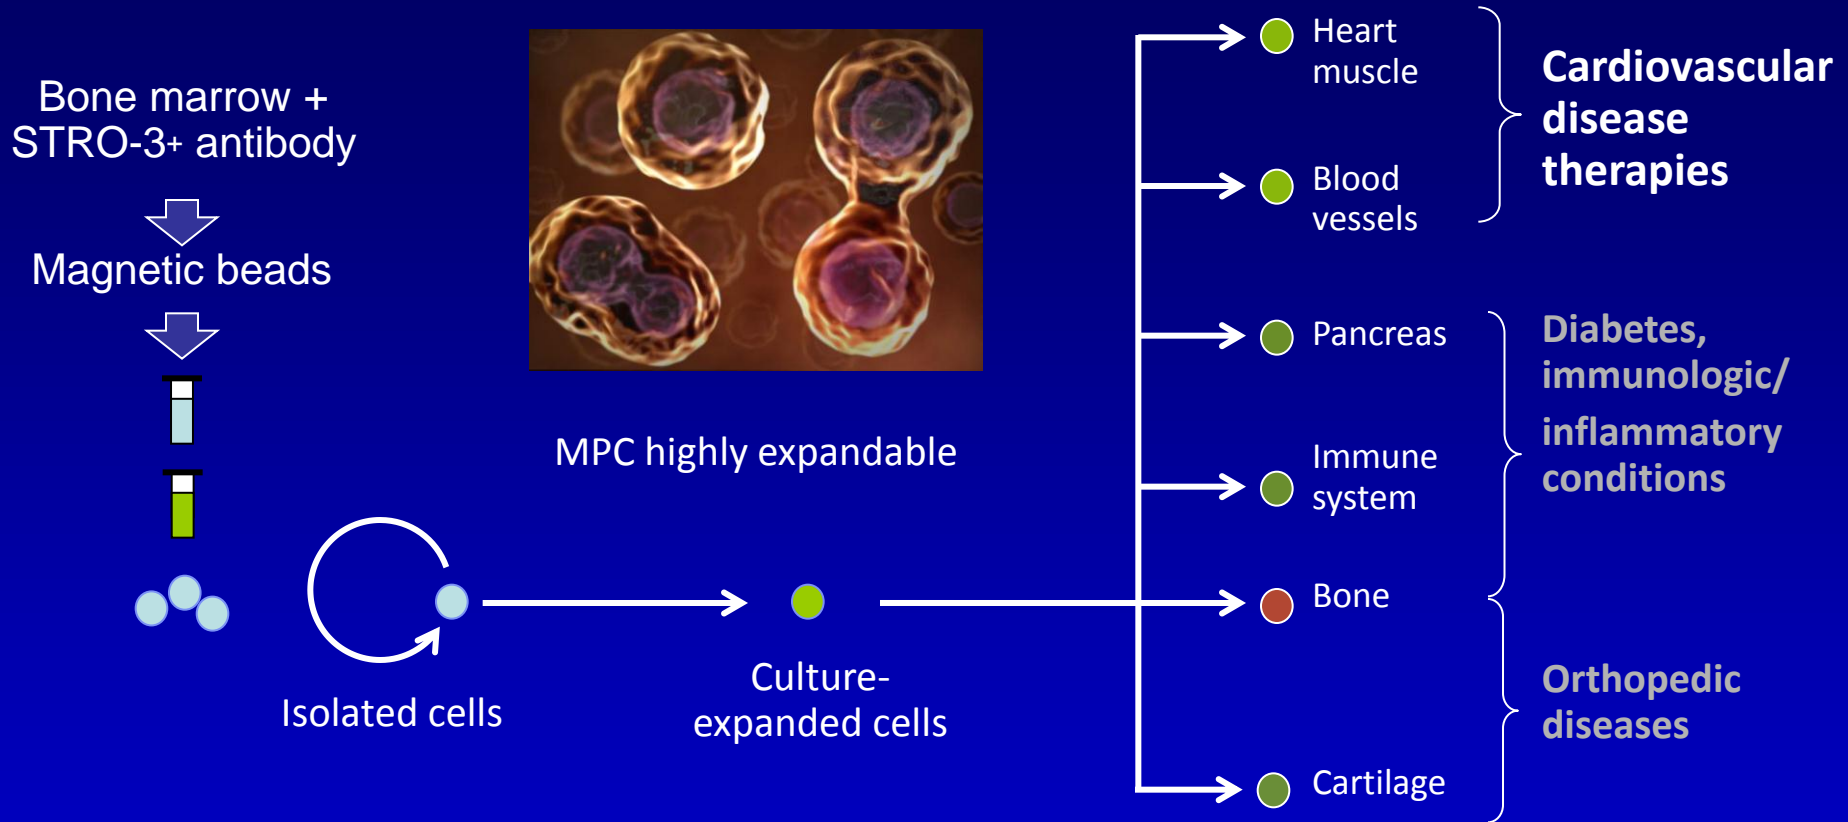 Bone marrow +
STRO-3+ antibody
Magnetic beads
Isolated cells
MPC highly expandable
Culture-
expanded cells
Heart
muscle
Blood
vessels
Pancreas
Immune
system
Bone
Cartilage
Cardiovascular
disease
therapies
Diabetes,
immunologic/
inflammatory
conditions
Orthopedic
diseases